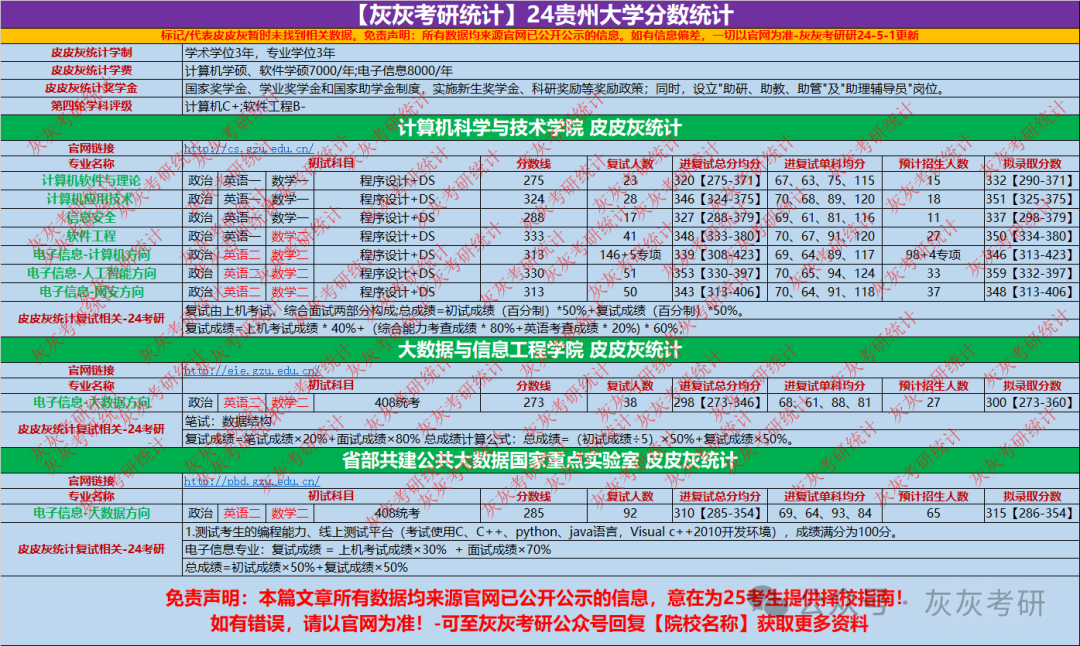 【灰灰考研统计】24贵州大学分数统计
标记/代表皮皮灰暂时未找到相关数据。免责声明：所有数据均来源官网已公开公示的信息。如有信息偏差，一切以官网为准-灰灰考研研24-5-1更新
皮皮灰统计学制 学术学位3年，专业学位3年
皮皮灰统计学费 计算机学硕、软件学硕7000/年;电子信息8000/年
皮皮灰统计奖学金 国家奖学金、学业奖学金和国家助学金制度，实施新生奖学金、科研奖励等奖励政策；同时，设立"助研、助教、助管"及"助理辅导员"岗位。
第四轮学科评级 计算机C+;软件工程B-
计算机科学与技术学院 皮皮灰统计
官网链接 http://cs.gzu.edu.cn/
专业名称 初试科目 分数线 复试人数 进复试总分均分 进复试单科均分 预计招生人数 拟录取分数
计算机软件与理论 政治 英语一 数学一 程序设计+DS 275 23 320【275-371】 67、63、75、115 15 332【290-371】
计算机应用技术 政治 英语一 数学一 程序设计+DS 324 28 346【324-375】 70、68、89、120 18 351【325-375】
信息安全 政治 英语一 数学一 程序设计+DS 288 17 327【288-379】 69、61、81、116 11 337【298-379】
软件工程 政治 英语一 数学二 程序设计+DS 333 41 348【333-380】 70、67、91、120 27 350【334-380】
电子信息-计算机方向 政治 英语二 数学二 程序设计+DS 313 146+5专项 339【308-423】 69、64、89、117 98+4专项 346【313-423】
电子信息-人工智能方向 政治 英语二 数学二 程序设计+DS 330 51 353【330-397】 70、65、94、124 33 359【332-397】
电子信息-网安方向 政治 英语二 数学二 程序设计+DS 313 50 343【313-406】 70、64、91、118 37 348【313-406】
皮皮灰统计复试相关-24考研 复试由上机考试、综合面试两部分构成;总成绩=初试成绩（百分制）*50%+复试成绩（百分制）*50%。
复试成绩=上机考试成绩 * 40%+（综合能力考查成绩 * 80%+英语考查成绩 * 20%) * 60%;
大数据与信息工程学院 皮皮灰统计
官网链接 http://eie.gzu.edu.cn/
专业名称 初试科目 分数线 复试人数 进复试总分均分 进复试单科均分 预计招生人数 拟录取分数
电子信息-大数据方向 政治 英语二 数学二 408统考 273 38 298【273-346】 68、61、88、81 27 300【273-360】
皮皮灰统计复试相关-24考研 笔试：数据结构
复试成绩=笔试成绩×20%+面试成绩×80% 总成绩计算公式：总成绩=（初试成绩÷5）×50%+复试成绩×50%。
省部共建公共大数据国家重点实验室 皮皮灰统计
官网链接 http://pbd.gzu.edu.cn/
专业名称 初试科目 分数线 复试人数 进复试总分均分 进复试单科均分 预计招生人数 拟录取分数
电子信息-大数据方向 政治 英语二 数学二 408统考 285 92 310【285-354】 69、64、93、84 65 315【286-354】
皮皮灰统计复试相关-24考研 1.测试考生的编程能力、线上测试平台（考试使用C、C++、python、java语言，Visual c++2010开发环境），成绩满分为100分。
电子信息专业：复试成绩 = 上机考试成绩×30% + 面试成绩×70%
总成绩=初试成绩×50%+复试成绩×50%
免责声明：本篇文章所有数据均来源官网已公开公示的信息，意在为25考生提供择校指南！
如有错误，请以官网为准！-可至灰灰考研公众号回复【院校名称】获取更多资料
公众号 · 灰灰考研